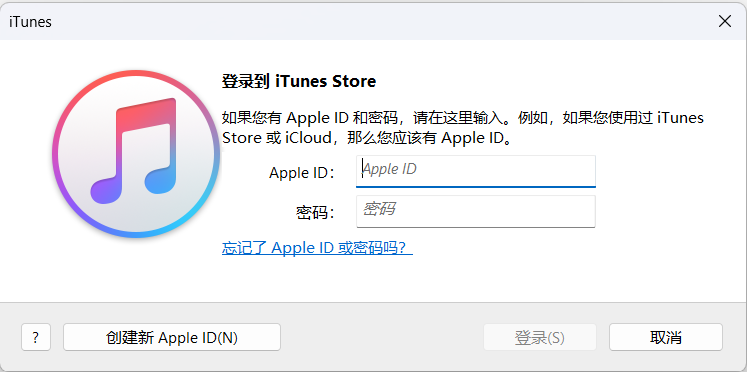 iTunes
登录到 iTunes Store
如果您有 Apple ID 和密码，请在这里输入。例如，如果您使用过 iTunes
Store 或 iCloud，那么您应该有 Apple ID。
Apple ID：
Apple ID
密码：
密码
忘记了 Apple ID 或密码吗？
?
创建新 Apple ID(N)
登录(S)
取消